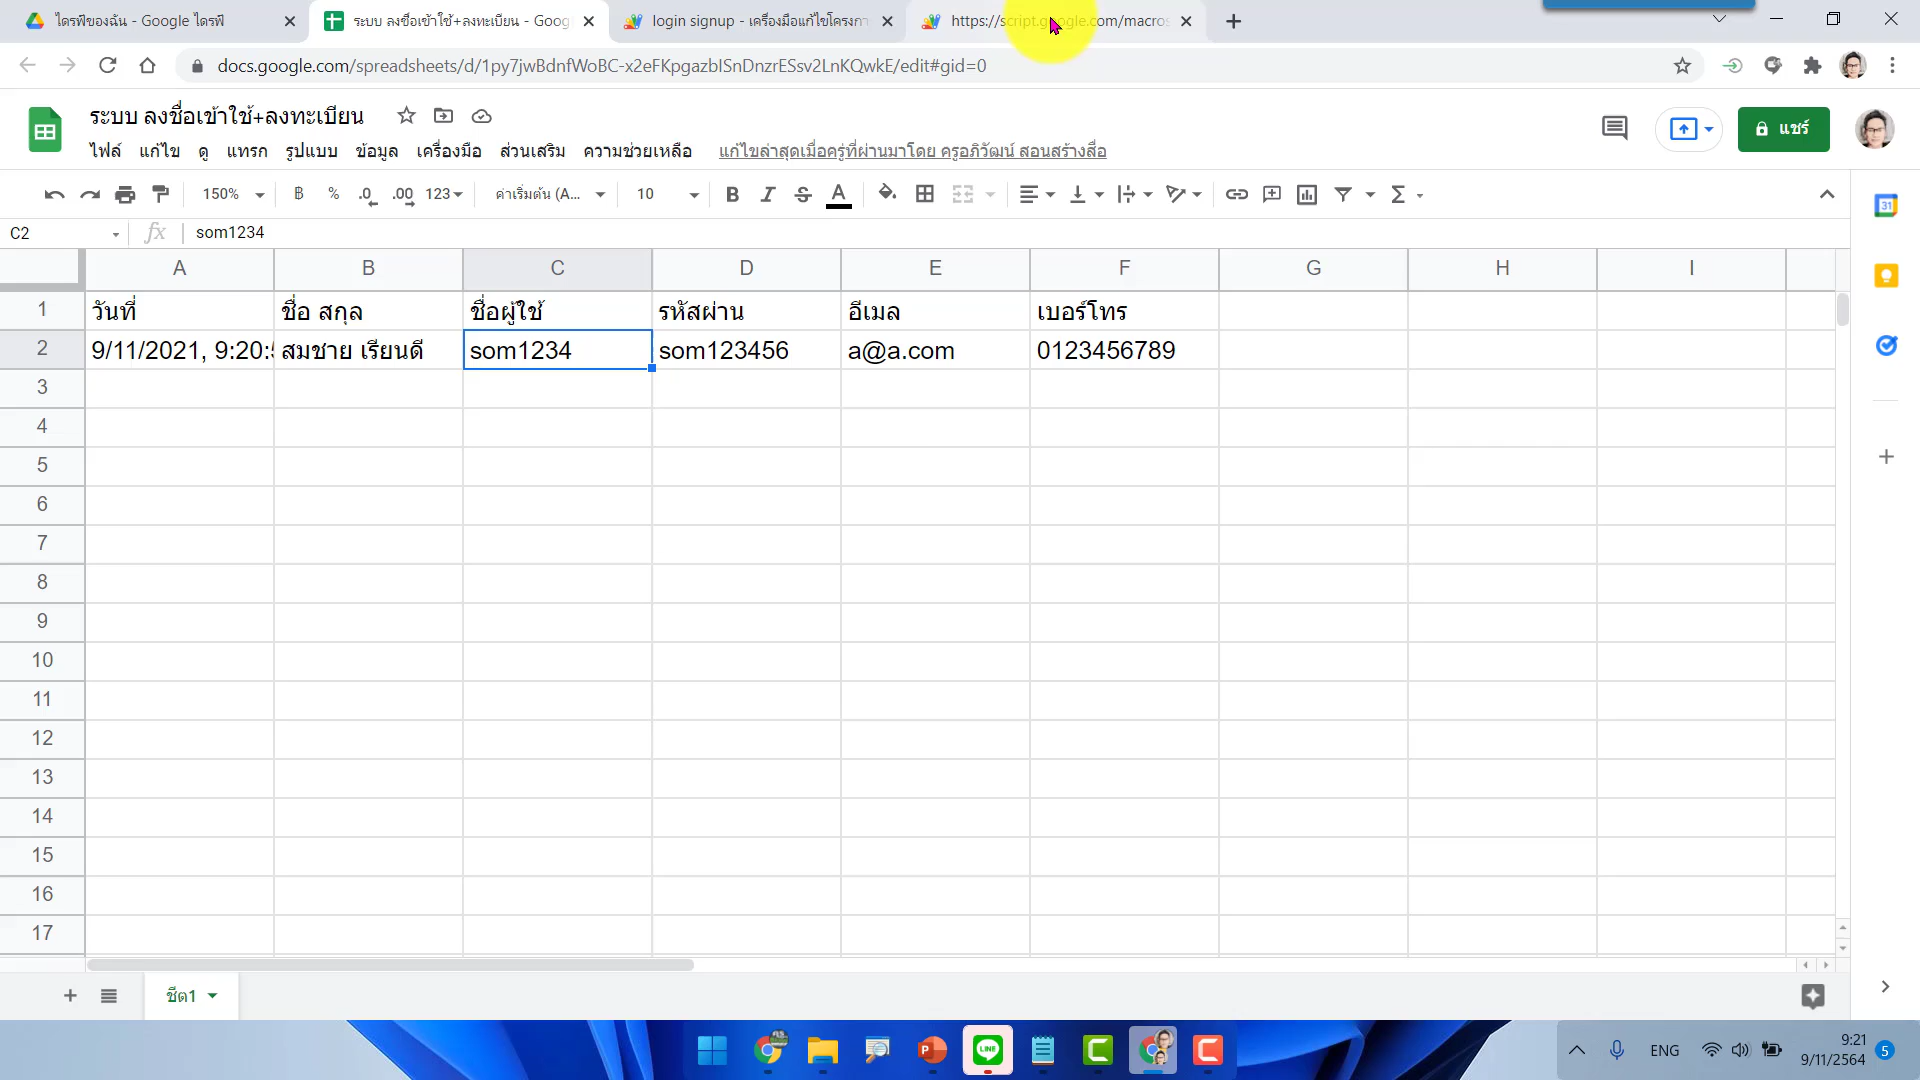 ไดรฟ์ของฉัน - Google ไดรฟ์
ระบบ ลงชื่อเข้าใช้+ลงทะเบียน - Goog
login signup - เครื่องมือแก้ไขโครงกา
https://script.google.com/macros
docs.google.com/spreadsheets/d/1py7jwBdnfWoBC-x2eFKpgazbISnDnzrESsv2LnKQwkE/edit#gid=0
ระบบ ลงชื่อเข้าใช้+ลงทะเบียน
แชร์
ไฟล์ แก้ไข ดู แทรก รูปแบบ ข้อมูล เครื่องมือ ส่วนเสริม ความช่วยเหลือ แก้ไขล่าสุดเมื่อครู่ที่ผ่านมาโดย ครูอภิวัฒน์ สอนสร้างสื่อ
150% ฿ % .0 .00 123 ค่าเริ่มต้น (A... 10 B I S A Σ
C2 fx som1234
A B C D E F G H I
1 วันที่ ชื่อ สกุล ชื่อผู้ใช้ รหัสผ่าน อีเมล เบอร์โทร
2 9/11/2021, 9:20:5 สมชาย เรียนดี som1234 som123456 a@a.com 0123456789
3
4
5
6
7
8
9
10
11
12
13
14
15
16
17
31
ชีต1
LINE
ENG
9:21
9/11/2564
5